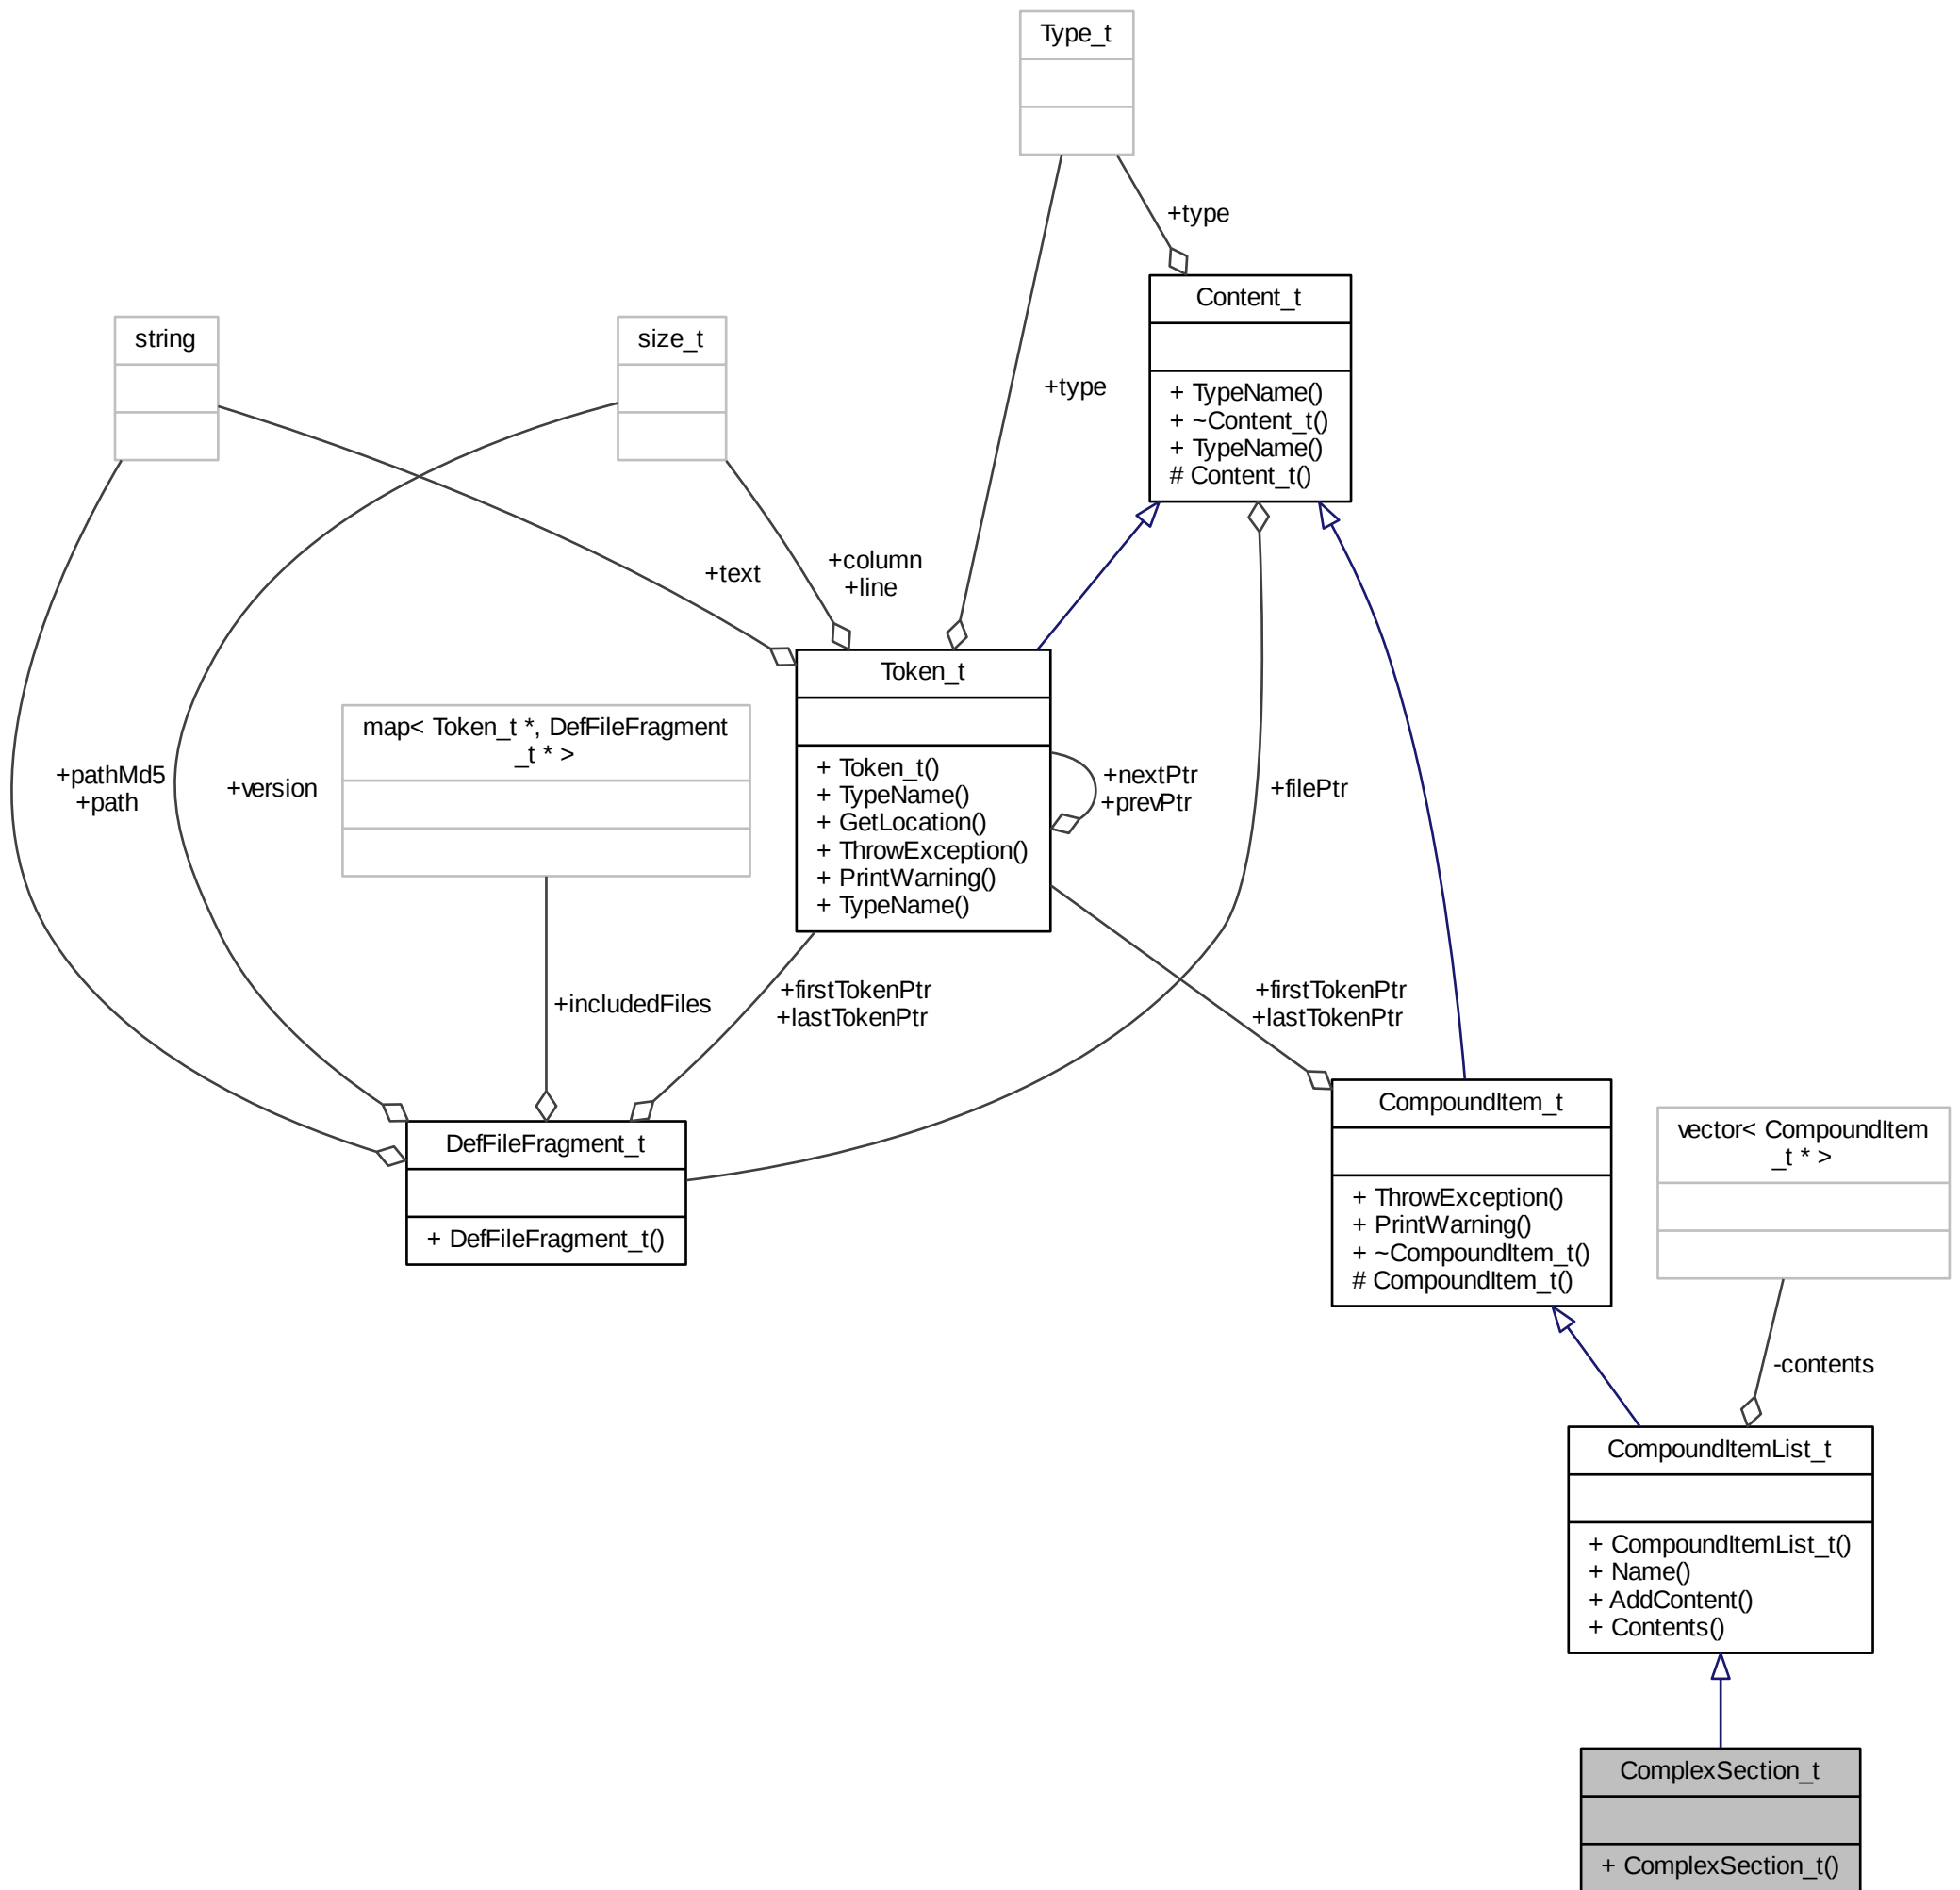 Type_t
+type
Content_t
+ TypeName()
+ ~Content_t()
+ TypeName()
# Content_t()
string
size_t
+type
+column
+line
+text
Token_t
+ Token_t()
+ TypeName()
+ GetLocation()
+ ThrowException()
+ PrintWarning()
+ TypeName()
map< Token_t *, DefFileFragment
_t * >
+pathMd5
+path
+version
+nextPtr
+prevPtr
+filePtr
+includedFiles
+firstTokenPtr
+lastTokenPtr
+firstTokenPtr
+lastTokenPtr
DefFileFragment_t
+ DefFileFragment_t()
CompoundItem_t
+ ThrowException()
+ PrintWarning()
+ ~CompoundItem_t()
# CompoundItem_t()
vector< CompoundItem
_t * >
-contents
CompoundItemList_t
+ CompoundItemList_t()
+ Name()
+ AddContent()
+ Contents()
ComplexSection_t
+ ComplexSection_t()